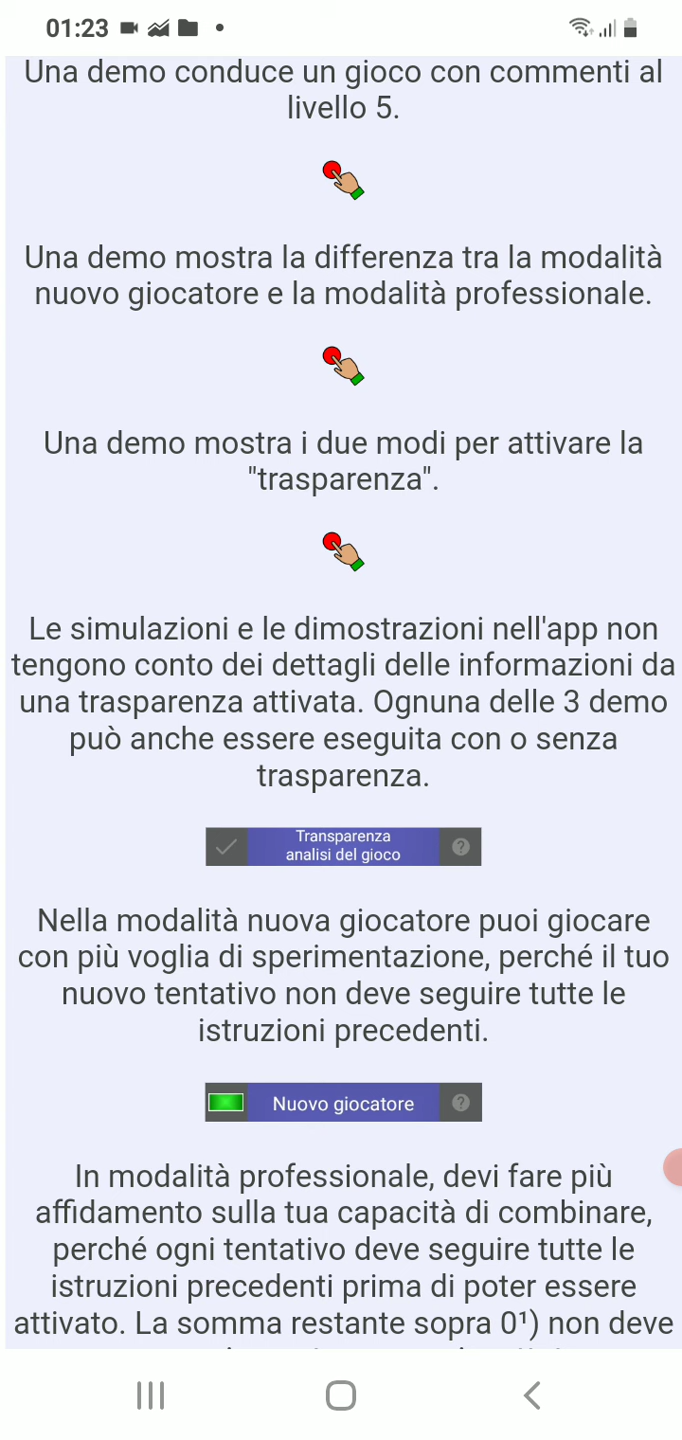 01:23
Una demo conduce un gioco con commenti al
livello 5.
Una demo mostra la differenza tra la modalità
nuovo giocatore e la modalità professionale.
Una demo mostra i due modi per attivare la
"trasparenza".
Le simulazioni e le dimostrazioni nell'app non
tengono conto dei dettagli delle informazioni da
una trasparenza attivata. Ognuna delle 3 demo
può anche essere eseguita con o senza
trasparenza.
Transparenza
analisi del gioco
Nella modalità nuova giocatore puoi giocare
con più voglia di sperimentazione, perché il tuo
nuovo tentativo non deve seguire tutte le
istruzioni precedenti.
Nuovo giocatore
In modalità professionale, devi fare più
affidamento sulla tua capacità di combinare,
perché ogni tentativo deve seguire tutte le
istruzioni precedenti prima di poter essere
attivato. La somma restante sopra 0¹) non deve